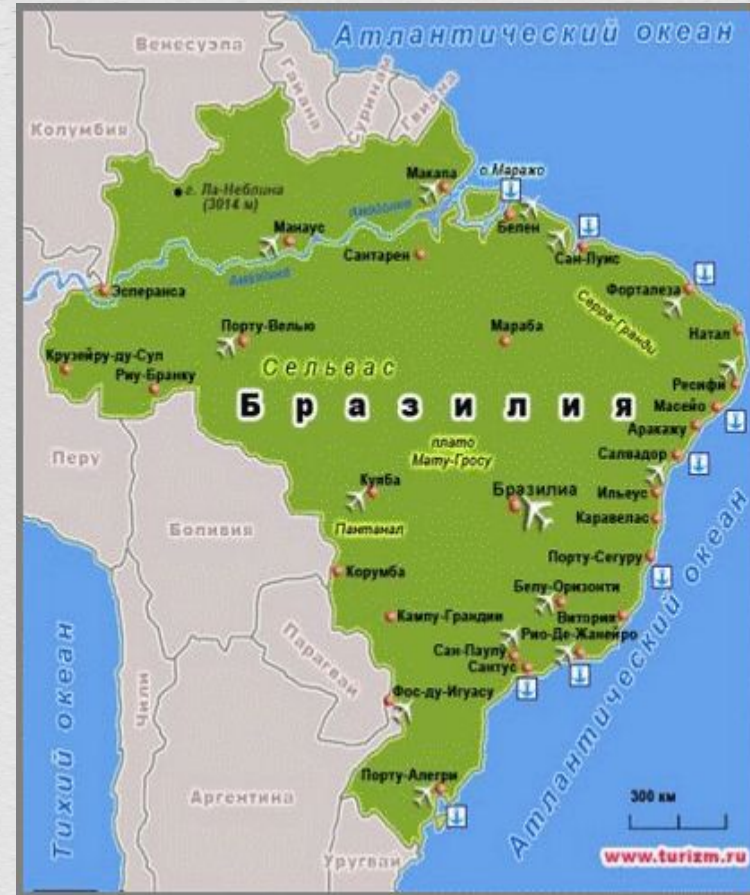 Атлантический океан
Венесуэла
Гайана
Суринам
Гвиана
Колумбия
Макапа
о.Маражо
г. Ла-Неблина
(3014 м)
Амазонка
Манаус
Белен
Сантарен
Сан-Луис
Амазонка
Эсперанса
Форталеза
Серра-Гранди
Порту-Велью
Мараба
Натал
Крузейру-ду-Сул
Сельвас
Риу-Бранку
Ресифи
Бразилия
Масейо
Аракажу
плато
Мату-Гросу
Перу
Салвадор
Куяба
Бразилиа
Ильеус
Каравелас
Пантанал
Боливия
Порту-Сегуру
Корумба
Белу-Оризонти
Кампу-Грандии
Витория
Рио-Де-Жанейро
Сан-Паулу
Сантус
Парагвай
Фос-ду-Игуасу
Чили
Тихий океан
Атлантический океан
Порту-Алегри
Аргентина
300 км
Уругвай
www.turizm.ru